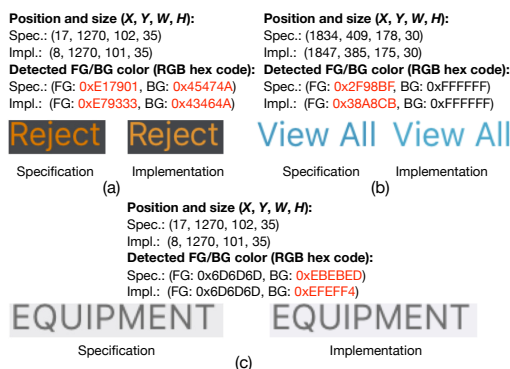 Position and size (X, Y, W, H):
Spec.: (17, 1270, 102, 35)
Impl.: (8, 1270, 101, 35)
Detected FG/BG color (RGB hex code):
Spec.: (FG: 0xE17901, BG: 0x45474A)
Impl.: (FG: 0xE79333, BG: 0x43464A)
Reject Reject
Specification Implementation
(a)
Position and size (X, Y, W, H):
Spec.: (1834, 409, 178, 30)
Impl.: (1847, 385, 175, 30)
Detected FG/BG color (RGB hex code):
Spec.: (FG: 0x2F98BF, BG: 0xFFFFFF)
Impl.: (FG: 0x38A8CB, BG: 0xFFFFFF)
View All View All
Specification Implementation
(b)
Position and size (X, Y, W, H):
Spec.: (17, 1270, 102, 35)
Impl.: (8, 1270, 101, 35)
Detected FG/BG color (RGB hex code):
Spec.: (FG: 0x6D6D6D, BG: 0xEBEBED)
Impl.: (FG: 0x6D6D6D, BG: 0xEFEFF4)
EQUIPMENT EQUIPMENT
Specification Implementation
(c)